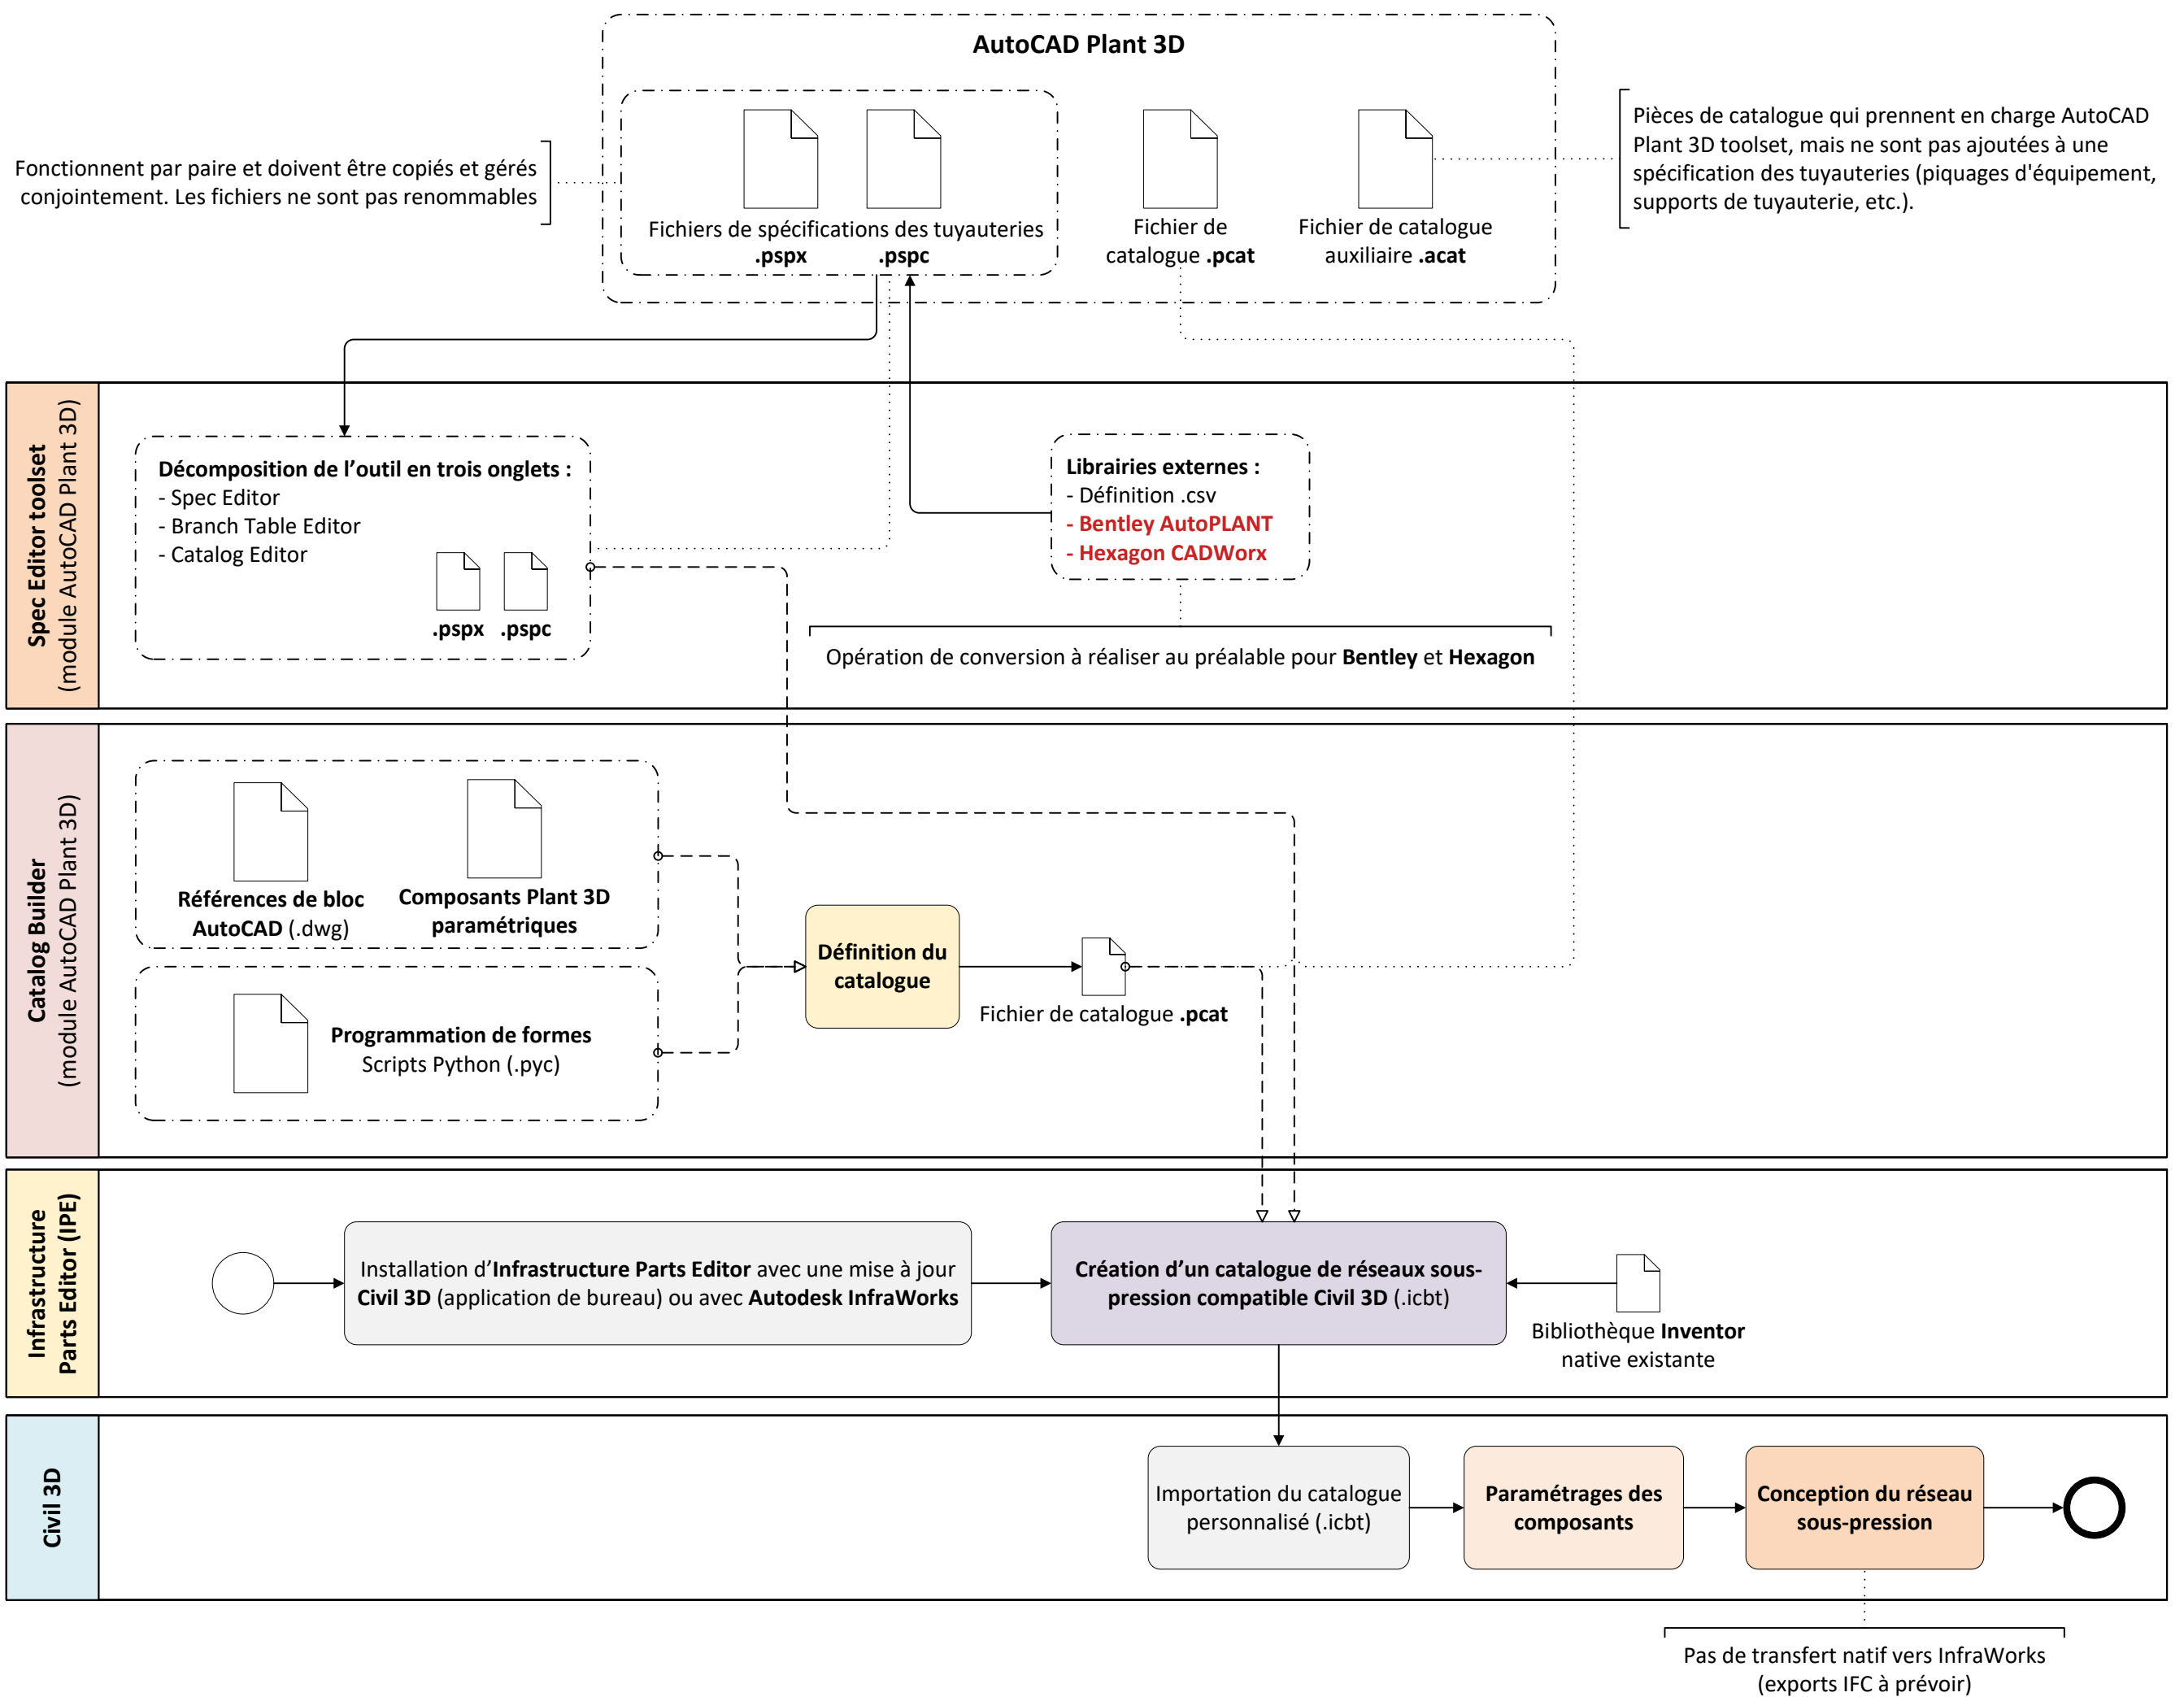 AutoCAD Plant 3D
Fonctionnent par paire et doivent être copiés et gérés
conjointement. Les fichiers ne sont pas renommables
Fichiers de spécifications des tuyauteries
.pspx
.pspc
Fichier de
catalogue .pcat
Fichier de catalogue
auxiliaire .acat
Pièces de catalogue qui prennent en charge AutoCAD
Plant 3D toolset, mais ne sont pas ajoutées à une
spécification des tuyauteries (piquages d'équipement,
supports de tuyauterie, etc.).
Spec Editor toolset
(module AutoCAD Plant 3D)
Décomposition de l’outil en trois onglets :
- Spec Editor
- Branch Table Editor
- Catalog Editor
.pspx
.pspc
Librairies externes :
- Définition .csv
- Bentley AutoPLANT
- Hexagon CADWorx
Opération de conversion à réaliser au préalable pour Bentley et Hexagon
Catalog Builder
(module AutoCAD Plant 3D)
Références de bloc
AutoCAD (.dwg)
Composants Plant 3D
paramétriques
Programmation de formes
Scripts Python (.pyc)
Définition du
catalogue
Fichier de catalogue .pcat
Infrastructure
Parts Editor (IPE)
Installation d’Infrastructure Parts Editor avec une mise à jour
Civil 3D (application de bureau) ou avec Autodesk InfraWorks
Création d’un catalogue de réseaux sous-
pression compatible Civil 3D (.icbt)
Bibliothèque Inventor
native existante
Civil 3D
Importation du catalogue
personnalisé (.icbt)
Paramétrages des
composants
Conception du réseau
sous-pression
Pas de transfert natif vers InfraWorks
(exports IFC à prévoir)